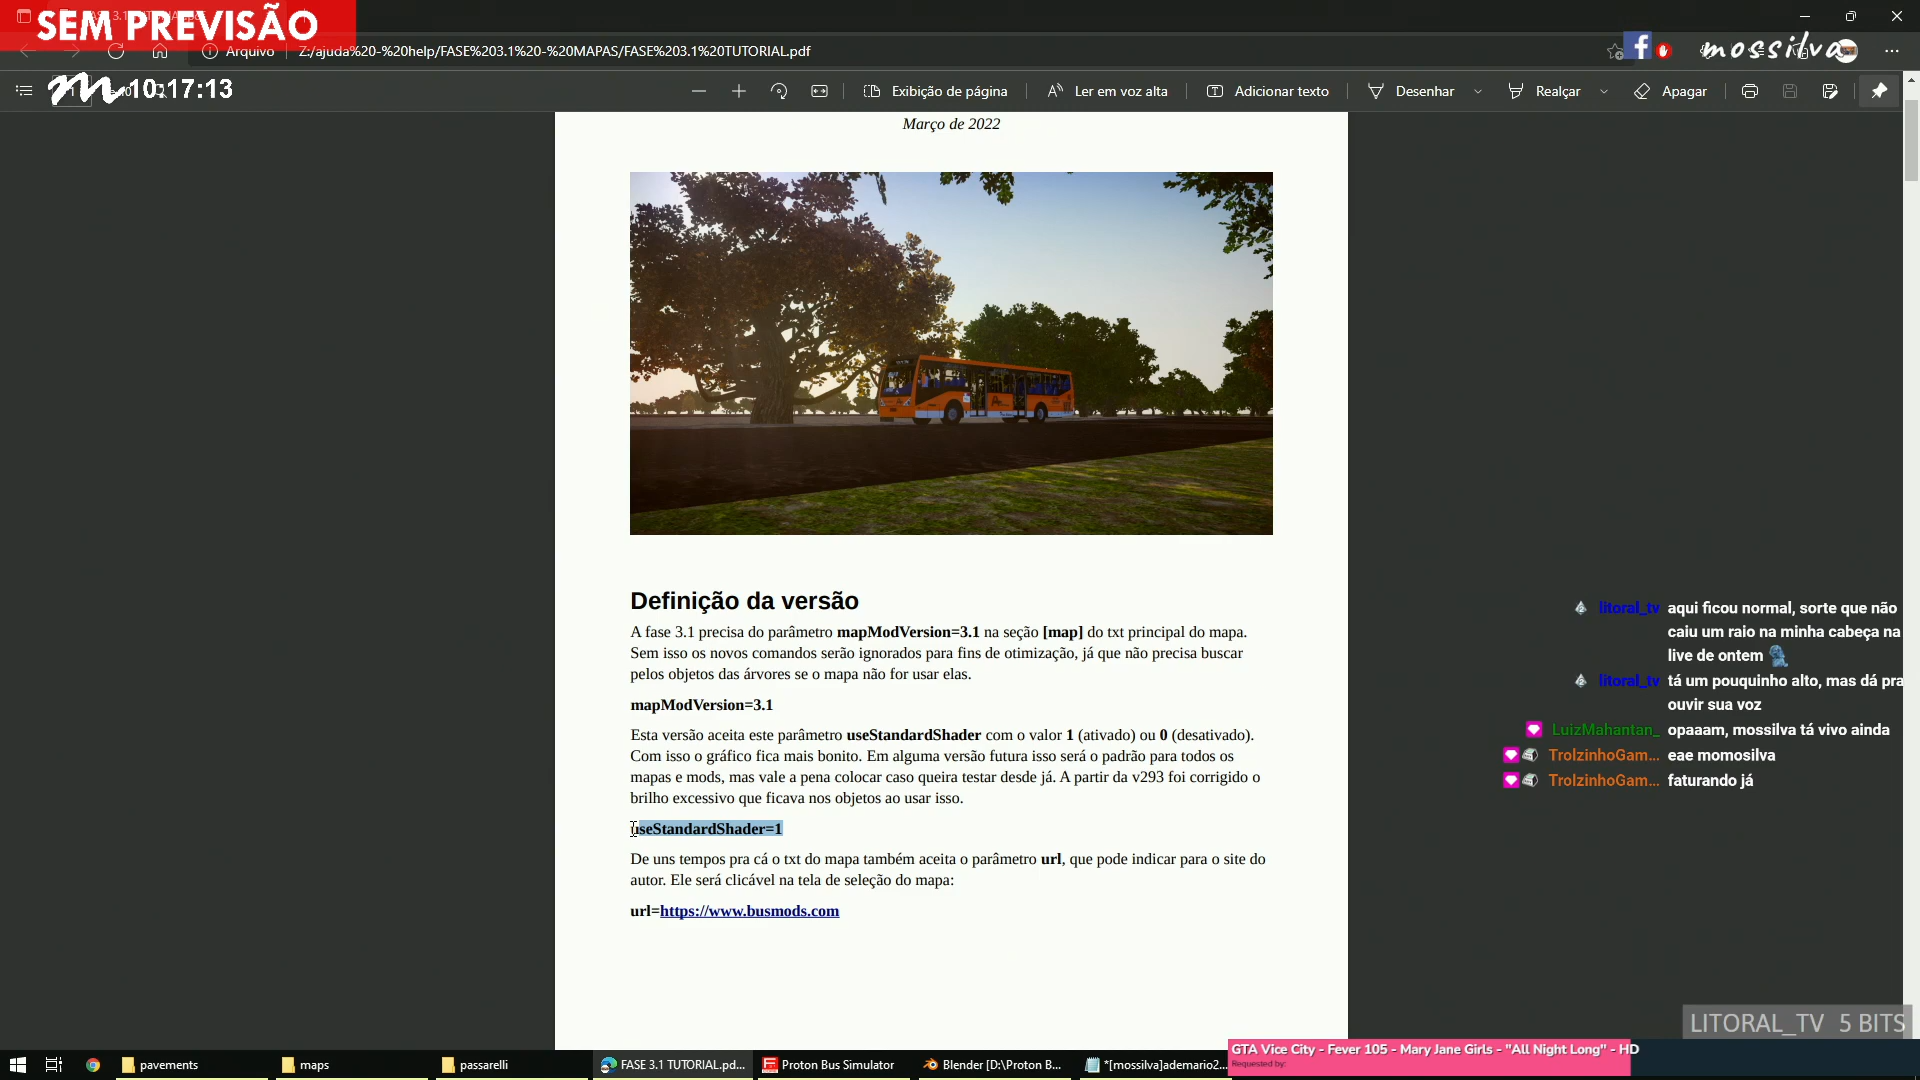 SEM PREVISÃO
Arquivo
Z:/ajuda%20-%20help/FASE%203.1%20-%20MAPAS/FASE%203.1%20TUTORIAL.pdf
mossilva
10:17:13
Exibição de página
Ler em voz alta
Adicionar texto
Desenhar
Realçar
Apagar
Março de 2022
Definição da versão
A fase 3.1 precisa do parâmetro mapModVersion=3.1 na seção [map] do txt principal do mapa.
Sem isso os novos comandos serão ignorados para fins de otimização, já que não precisa buscar
pelos objetos das árvores se o mapa não for usar elas.
mapModVersion=3.1
Esta versão aceita este parâmetro useStandardShader com o valor 1 (ativado) ou 0 (desativado).
Com isso o gráfico fica mais bonito. Em alguma versão futura isso será o padrão para todos os
mapas e mods, mas vale a pena colocar caso queira testar desde já. A partir da v293 foi corrigido o
brilho excessivo que ficava nos objetos ao usar isso.
useStandardShader=1
De uns tempos pra cá o txt do mapa também aceita o parâmetro url, que pode indicar para o site do
autor. Ele será clicável na tela de seleção do mapa:
url=https://www.busmods.com
litoral_tv aqui ficou normal, sorte que não
caiu um raio na minha cabeça na
live de ontem
litoral_tv tá um pouquinho alto, mas dá pra
ouvir sua voz
LuizMahantan_ opaaam, mossilva tá vivo ainda
TrolzinhoGam... eae momosilva
TrolzinhoGam... faturando já
LITORAL_TV 5 BITS
GTA Vice City - Fever 105 - Mary Jane Girls - "All Night Long" - HD
Requested by:
pavements
maps
passarelli
FASE 3.1 TUTORIAL.pd...
Proton Bus Simulator
Blender [D:\Proton B...
*[mossilva]ademario2...